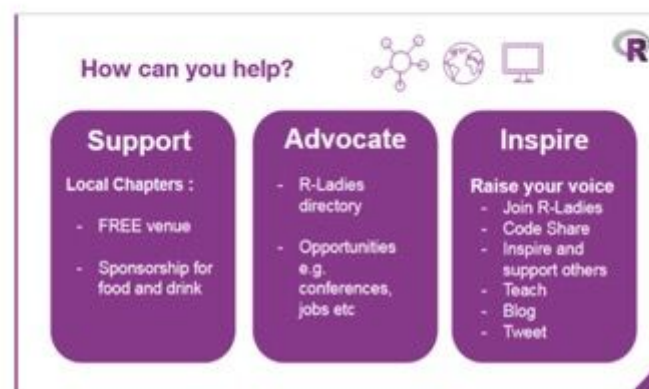 How can you help?
R
Support
Local Chapters :
- FREE venue
- Sponsorship for
food and drink
Advocate
- R-Ladies
directory
- Opportunities
e.g.
conferences,
jobs etc
Inspire
Raise your voice
- Join R-Ladies
- Code Share
- Inspire and
support others
- Teach
- Blog
- Tweet